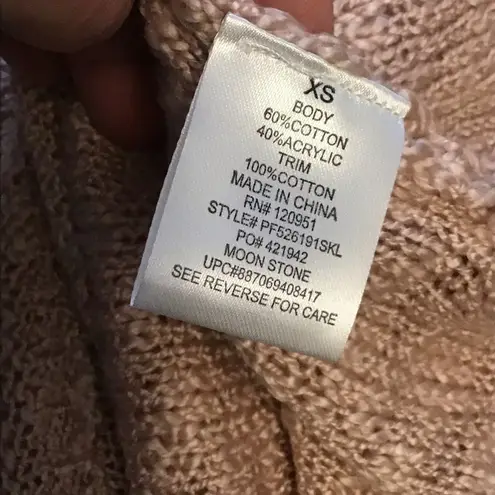 XS
BODY
60%COTTON
40%ACRYLIC
TRIM
100%COTTON
MADE IN CHINA
RN# 120951
STYLE# PF526191SKL
PO# 421942
MOON STONE
UPC#887069408417
SEE REVERSE FOR CARE